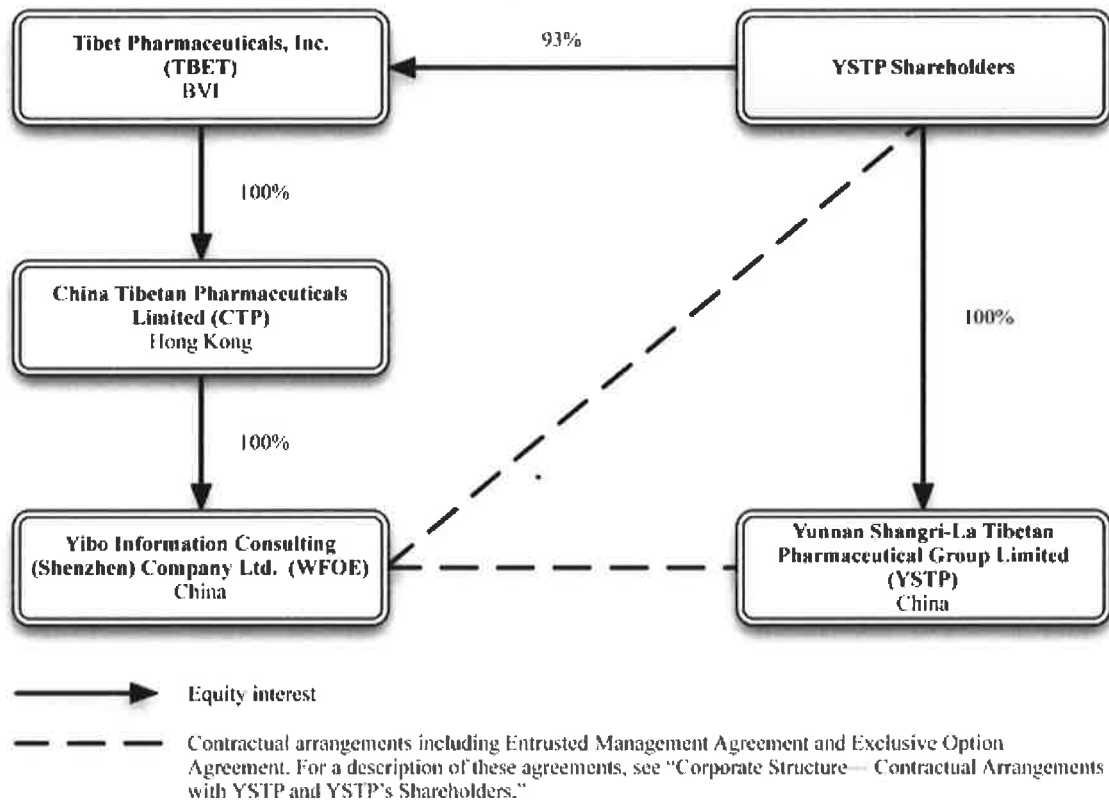 Tibet Pharmaceuticals, Inc.
(TBET)
BVI
93%
YSTP Shareholders
100%
China Tibetan Pharmaceuticals
Limited (CTP)
Hong Kong
100%
100%
Yibo Information Consulting
(Shenzhen) Company Ltd. (WFOE)
China
Yunnan Shangri-La Tibetan
Pharmaceutical Group Limited
(YSTP)
China
Equity interest
Contractual arrangements including Entrusted Management Agreement and Exclusive Option
Agreement. For a description of these agreements, see “Corporate Structure— Contractual Arrangements
with YSTP and YSTP’s Shareholders.”